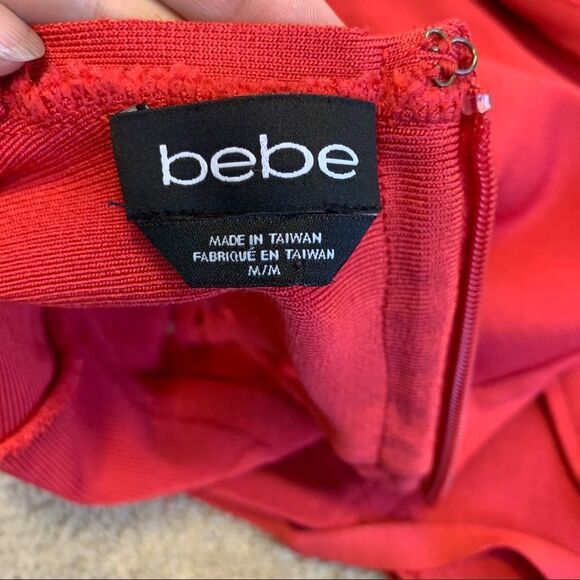 bebe
MADE IN TAIWAN
FABRIQUÉ EN TAIWAN
M/M